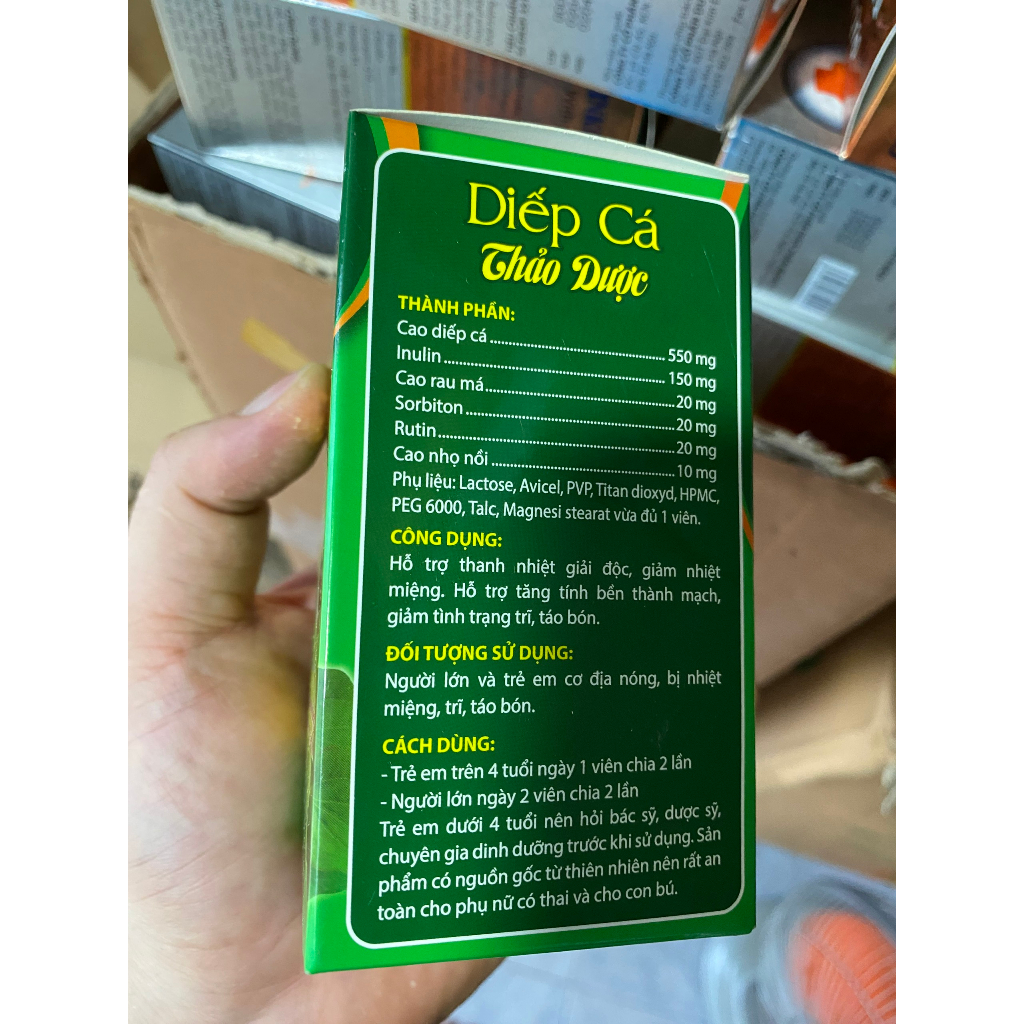 Diếp Cá
Thảo Dược
THÀNH PHẦN:
Cao diếp cá ........ 550 mg
Inulin ........ 150 mg
Cao rau má ........ 20 mg
Sorbiton ........ 20 mg
Rutin ........ 20 mg
Cao nhọ nồi ........ 10 mg
Phụ liệu: Lactose, Avicel, PVP, Titan dioxyd, HPMC,
PEG 6000, Talc, Magnesi stearat vừa đủ 1 viên.
CÔNG DỤNG:
Hỗ trợ thanh nhiệt giải độc, giảm nhiệt
miệng. Hỗ trợ tăng tính bền thành mạch,
giảm tình trạng trĩ, táo bón.
ĐỐI TƯỢNG SỬ DỤNG:
Người lớn và trẻ em cơ địa nóng, bị nhiệt
miệng, trĩ, táo bón.
CÁCH DÙNG:
- Trẻ em trên 4 tuổi ngày 1 viên chia 2 lần
- Người lớn ngày 2 viên chia 2 lần
Trẻ em dưới 4 tuổi nên hỏi bác sỹ, dược sỹ,
chuyên gia dinh dưỡng trước khi sử dụng. Sản
phẩm có nguồn gốc từ thiên nhiên nên rất an
toàn cho phụ nữ có thai và cho con bú.